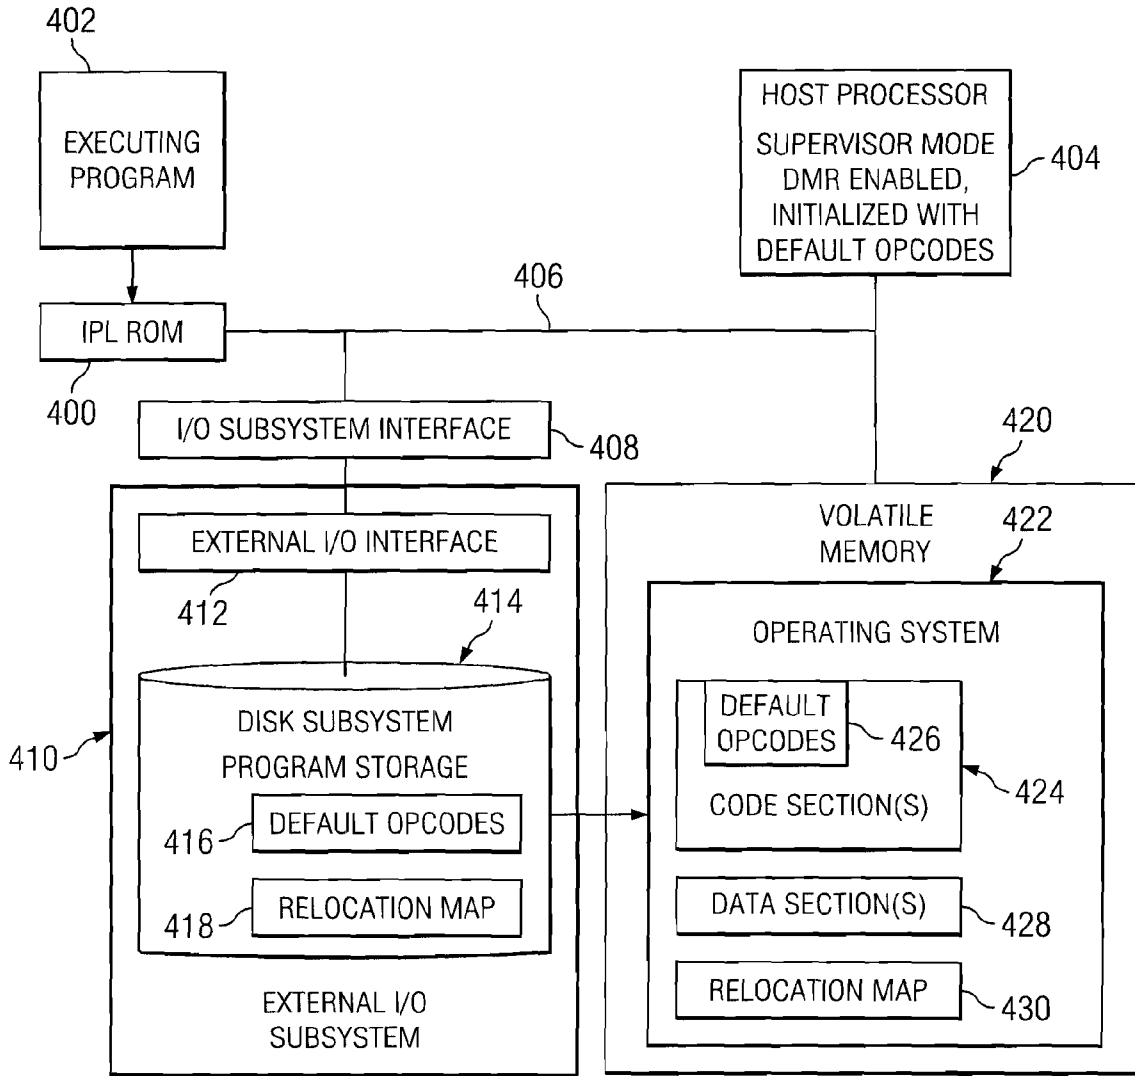 402
EXECUTING
PROGRAM
HOST PROCESSOR
SUPERVISOR MODE
DMR ENABLED,
INITIALIZED WITH
DEFAULT OPCODES
404
406
IPL ROM
400
I/O SUBSYSTEM INTERFACE
408
420
EXTERNAL I/O INTERFACE
412
414
VOLATILE
MEMORY
422
OPERATING SYSTEM
DISK SUBSYSTEM
PROGRAM STORAGE
410
DEFAULT
OPCODES
426
424
CODE SECTION(S)
416
DEFAULT OPCODES
418
RELOCATION MAP
DATA SECTION(S)
428
RELOCATION MAP
430
EXTERNAL I/O
SUBSYSTEM